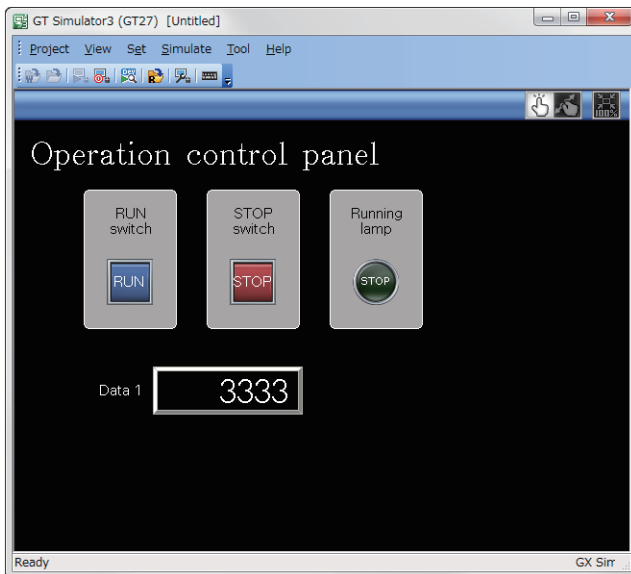 GT Simulator3 (GT27) [Untitled]
Project View Set Simulate Tool Help
100%
Operation control panel
RUN switch
STOP switch
Running lamp
RUN
STOP
STOP
Data 1 3333
Ready GX Sim